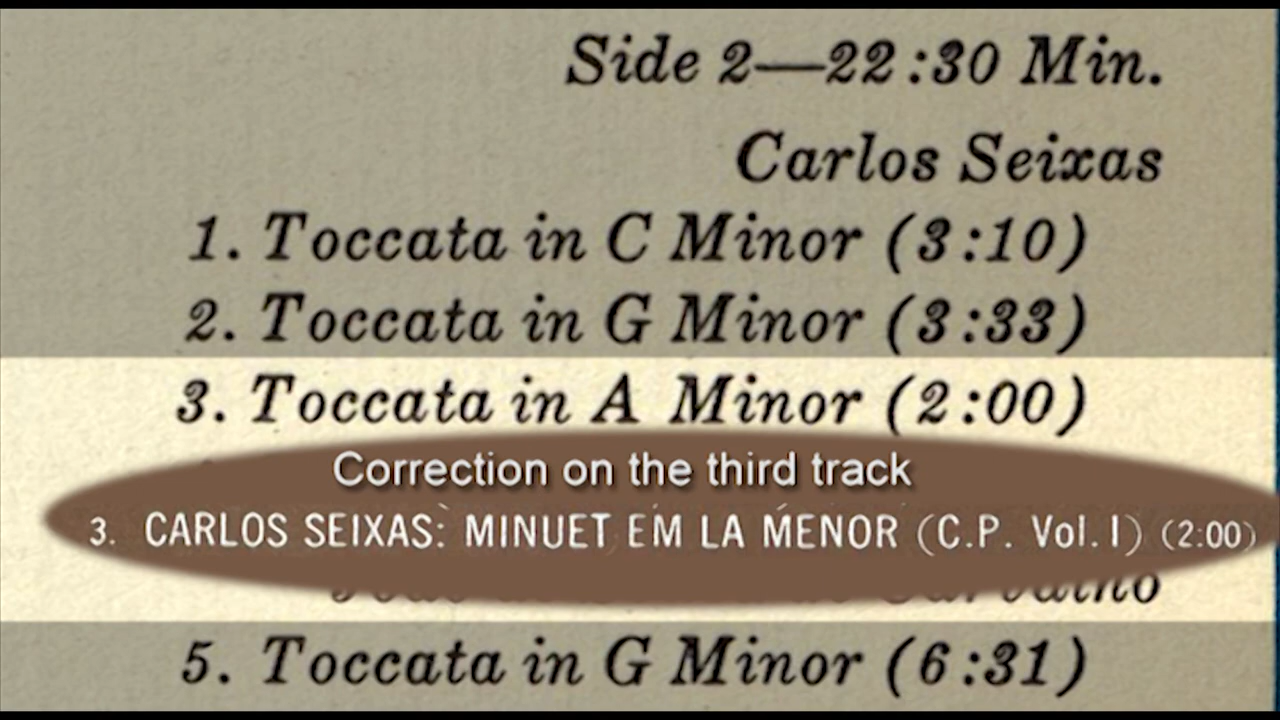 Side 2—22:30 Min.
Carlos Seixas
1. Toccata in C Minor (3:10)
2. Toccata in G Minor (3:33)
3. Toccata in A Minor (2:00)
Correction on the third track
3. CARLOS SEIXAS: MINUET EM LA MENOR (C.P. Vol. I) (2:00)
5. Toccata in G Minor (6:31)